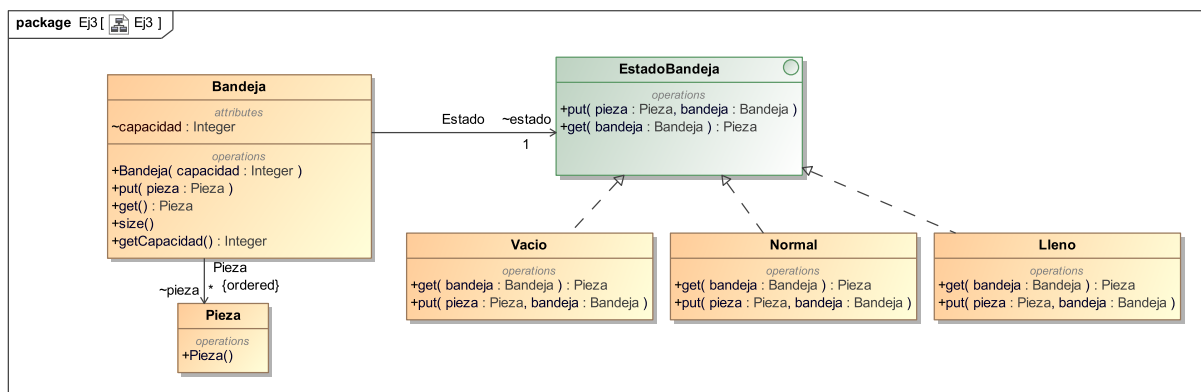 package Ej3 [ Ej3 ]
Bandeja
attributes
~capacidad : Integer
operations
+Bandeja( capacidad : Integer )
+put( pieza : Pieza )
+get() : Pieza
+size()
+getCapacidad() : Integer
Estado
~estado
1
EstadoBandeja
operations
+put( pieza : Pieza, bandeja : Bandeja )
+get( bandeja : Bandeja ) : Pieza
Pieza
~pieza
*
{ordered}
Pieza
operations
+Pieza()
Vacio
operations
+get( bandeja : Bandeja ) : Pieza
+put( pieza : Pieza, bandeja : Bandeja )
Normal
operations
+get( bandeja : Bandeja ) : Pieza
+put( pieza : Pieza, bandeja : Bandeja )
Lleno
operations
+get( bandeja : Bandeja ) : Pieza
+put( pieza : Pieza, bandeja : Bandeja )